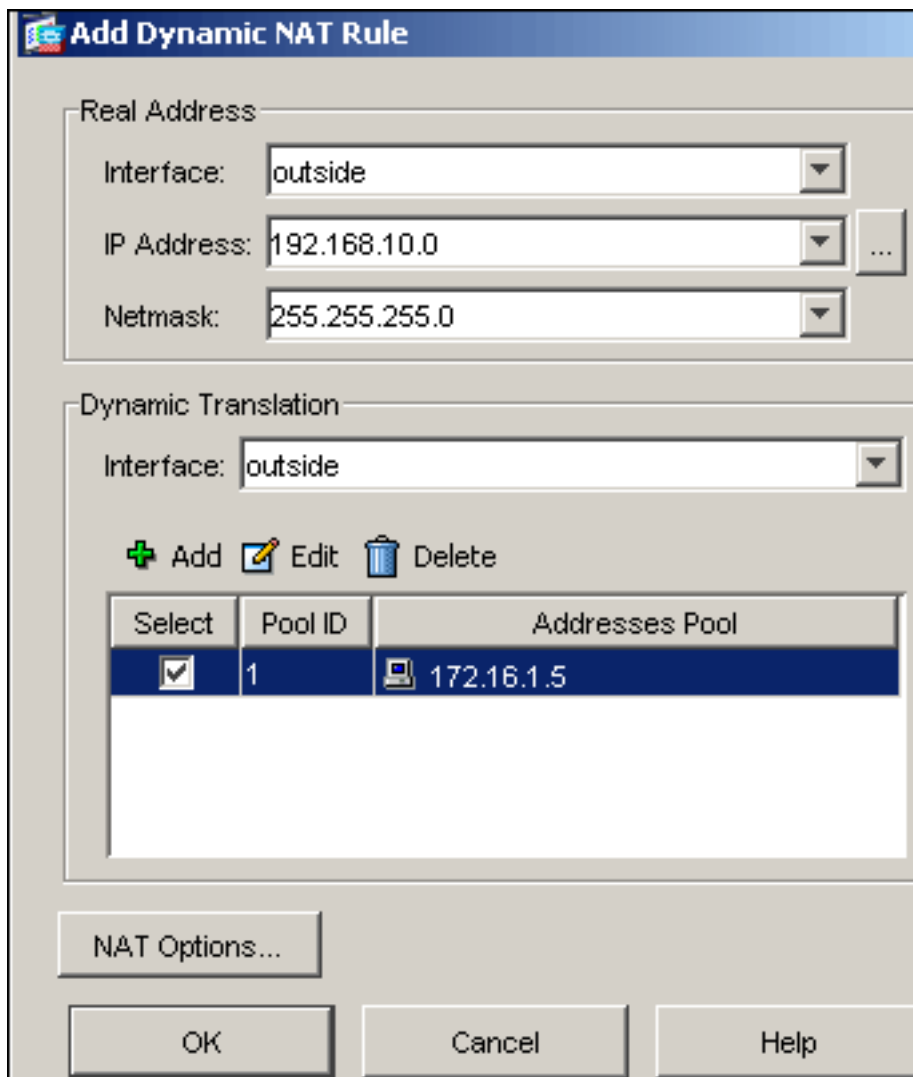 Add Dynamic NAT Rule
Real Address
Interface: outside
IP Address: 192.168.10.0 ...
Netmask: 255.255.255.0
Dynamic Translation
Interface: outside
Add Edit Delete
Select Pool ID Addresses Pool
1 172.16.1.5
NAT Options...
OK Cancel Help